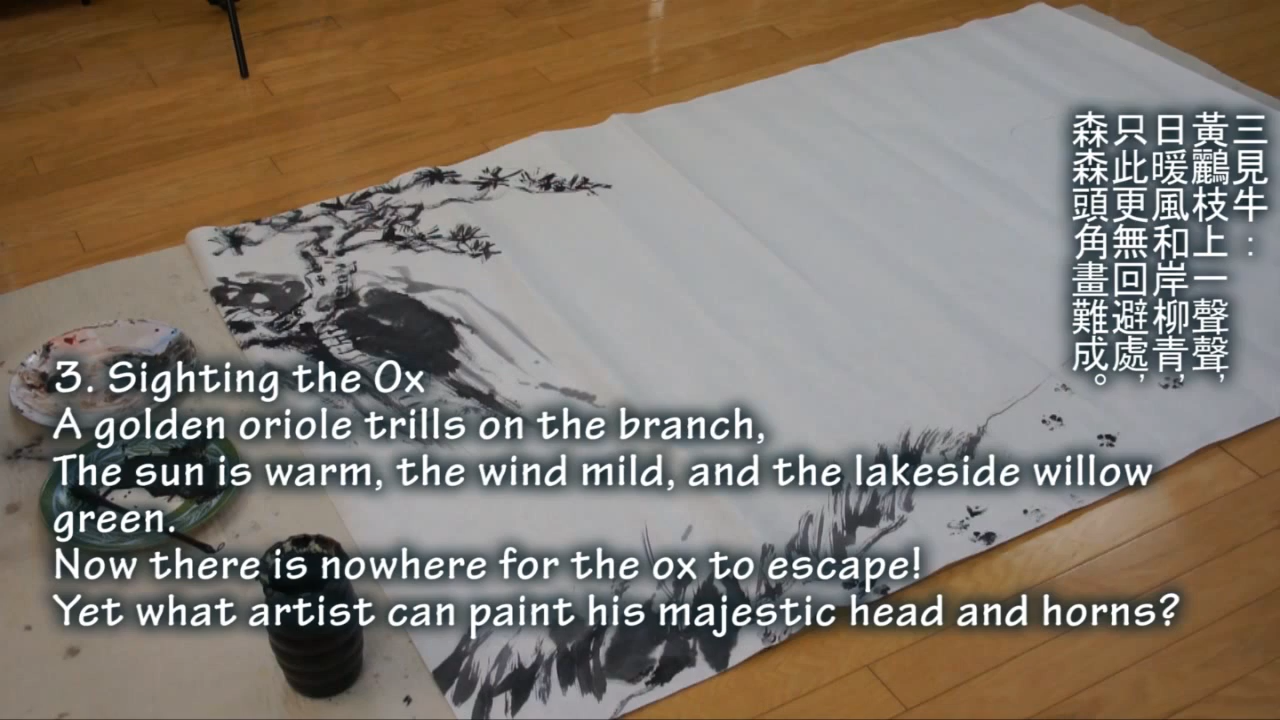 三見牛：
黃鸝枝上一聲聲，
日暖風和岸柳青，
只此更無回避處，
森森頭角畫難成。
3. Sighting the Ox
A golden oriole trills on the branch,
The sun is warm, the wind mild, and the lakeside willow
green.
Now there is nowhere for the ox to escape!
Yet what artist can paint his majestic head and horns?